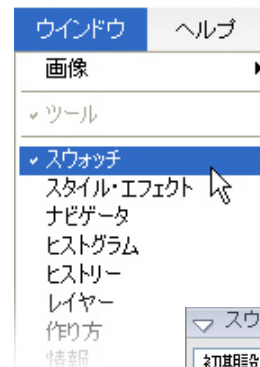 ウインドウ ヘルプ
画像
ツール
スウォッチ
スタイル・エフェクト
ナビゲータ
ヒストグラム
ヒストリー
レイヤー
作り方
情報
スウ
初期設